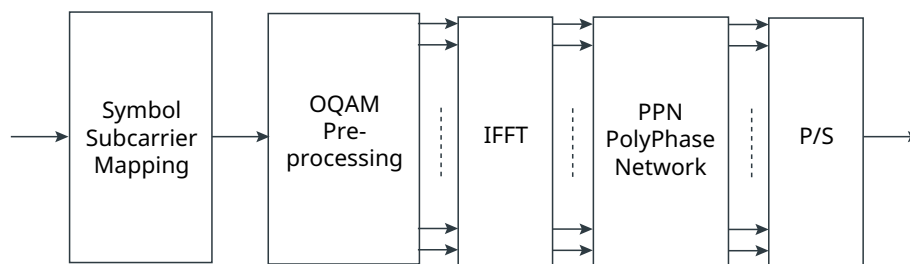 Symbol
Subcarrier
Mapping
OQAM
Pre-
processing
IFFT
PPN
PolyPhase
Network
P/S